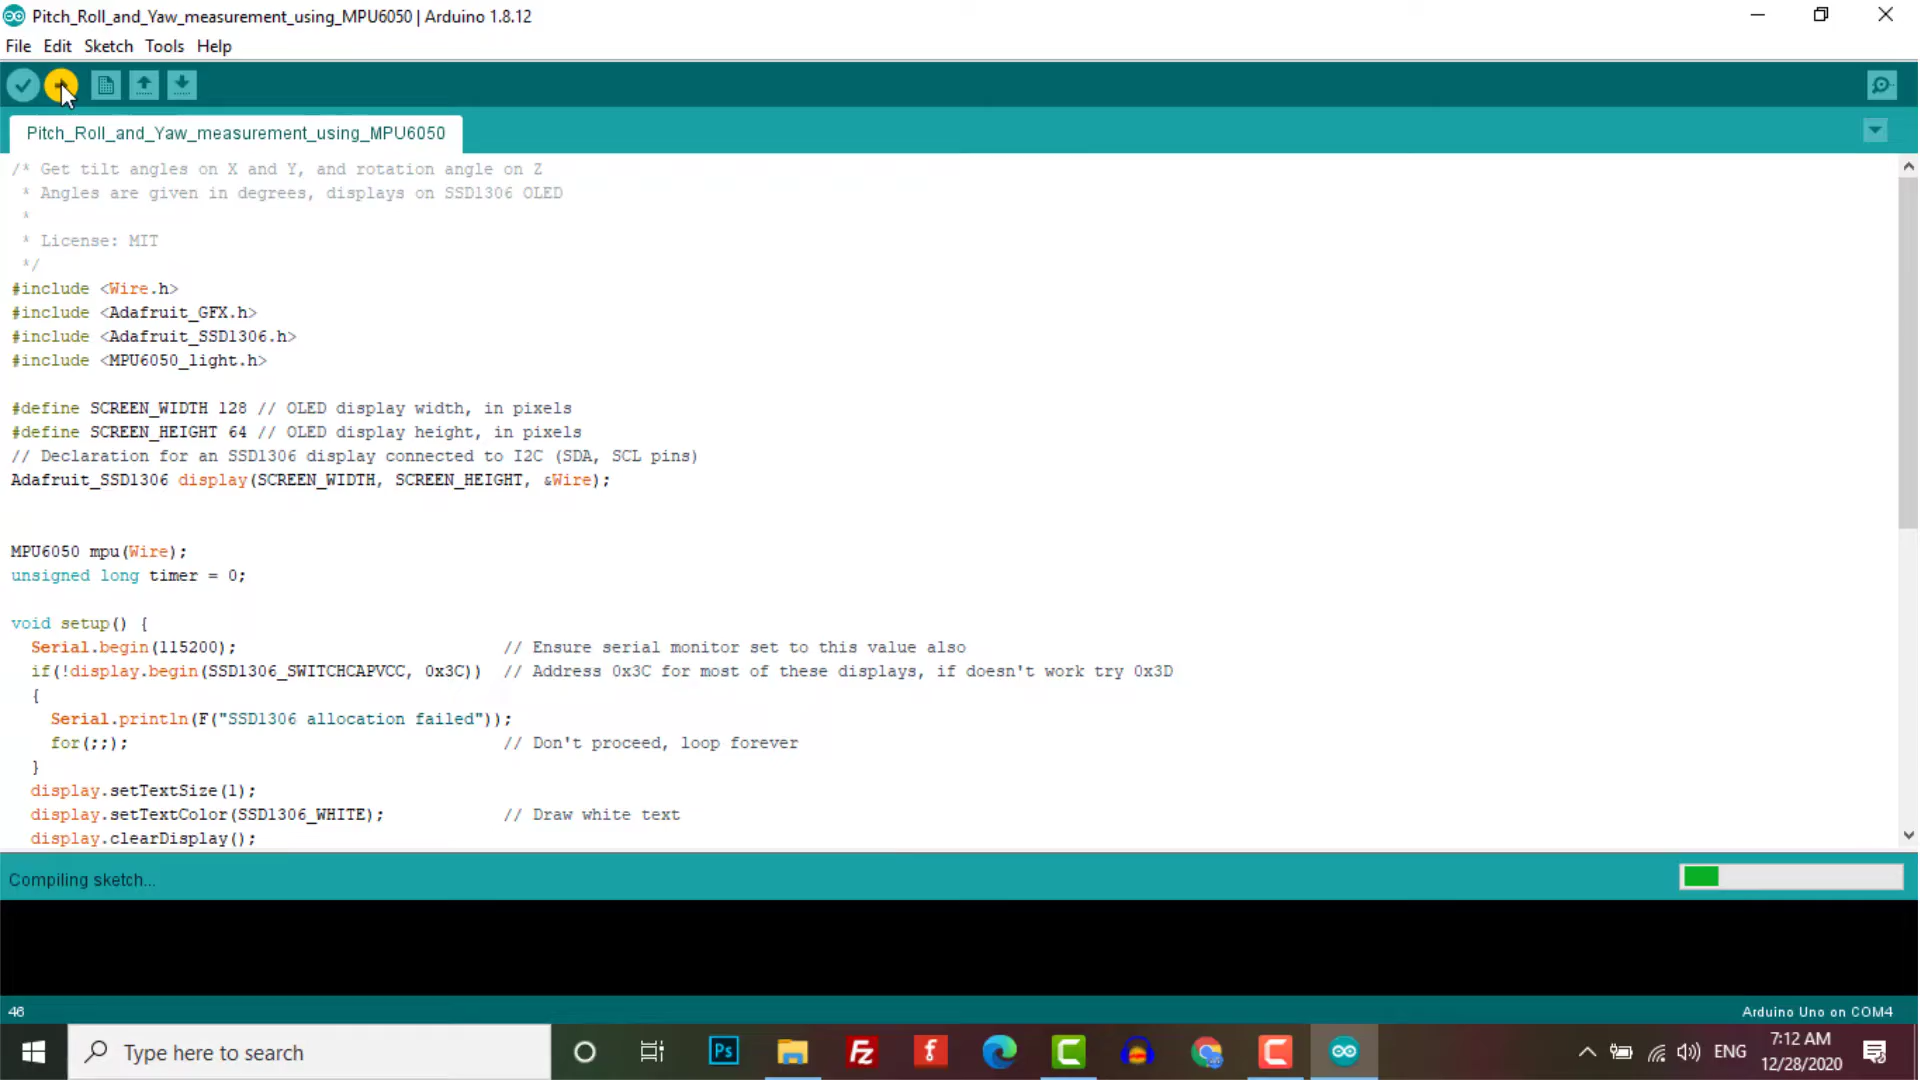 Pitch_Roll_and_Yaw_measurement_using_MPU6050 | Arduino 1.8.12
File Edit Sketch Tools Help
Pitch_Roll_and_Yaw_measurement_using_MPU6050
/* Get tilt angles on X and Y, and rotation angle on Z
* Angles are given in degrees, displays on SSD1306 OLED
*
* License: MIT
*/
#include <Wire.h>
#include <Adafruit_GFX.h>
#include <Adafruit_SSD1306.h>
#include <MPU6050_light.h>
#define SCREEN_WIDTH 128 // OLED display width, in pixels
#define SCREEN_HEIGHT 64 // OLED display height, in pixels
// Declaration for an SSD1306 display connected to I2C (SDA, SCL pins)
Adafruit_SSD1306 display(SCREEN_WIDTH, SCREEN_HEIGHT, &Wire);
MPU6050 mpu(Wire);
unsigned long timer = 0;
void setup() {
Serial.begin(115200); // Ensure serial monitor set to this value also
if(!display.begin(SSD1306_SWITCHCAPVCC, 0x3C)) // Address 0x3C for most of these displays, if doesn't work try 0x3D
{
Serial.println(F("SSD1306 allocation failed"));
for(;;); // Don't proceed, loop forever
}
display.setTextSize(1);
display.setTextColor(SSD1306_WHITE); // Draw white text
display.clearDisplay();
Compiling sketch...
46
Arduino Uno on COM4
Type here to search
Ps
Fz
ENG
7:12 AM
12/28/2020